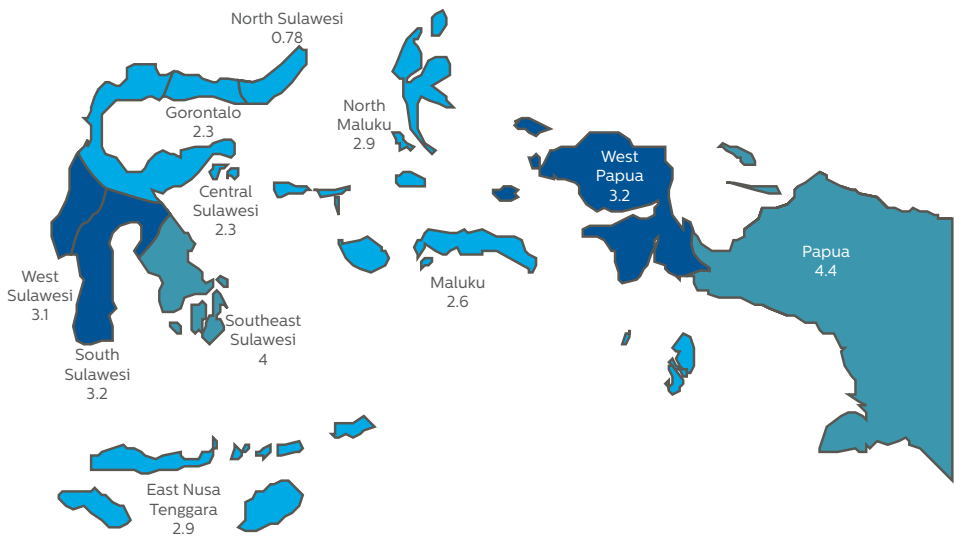 North Sulawesi
0.78
Gorontalo
2.3
North
Maluku
2.9
West
Papua
3.2
Central
Sulawesi
2.3
Papua
4.4
West
Sulawesi
3.1
Maluku
2.6
Southeast
Sulawesi
4
South
Sulawesi
3.2
East Nusa
Tenggara
2.9